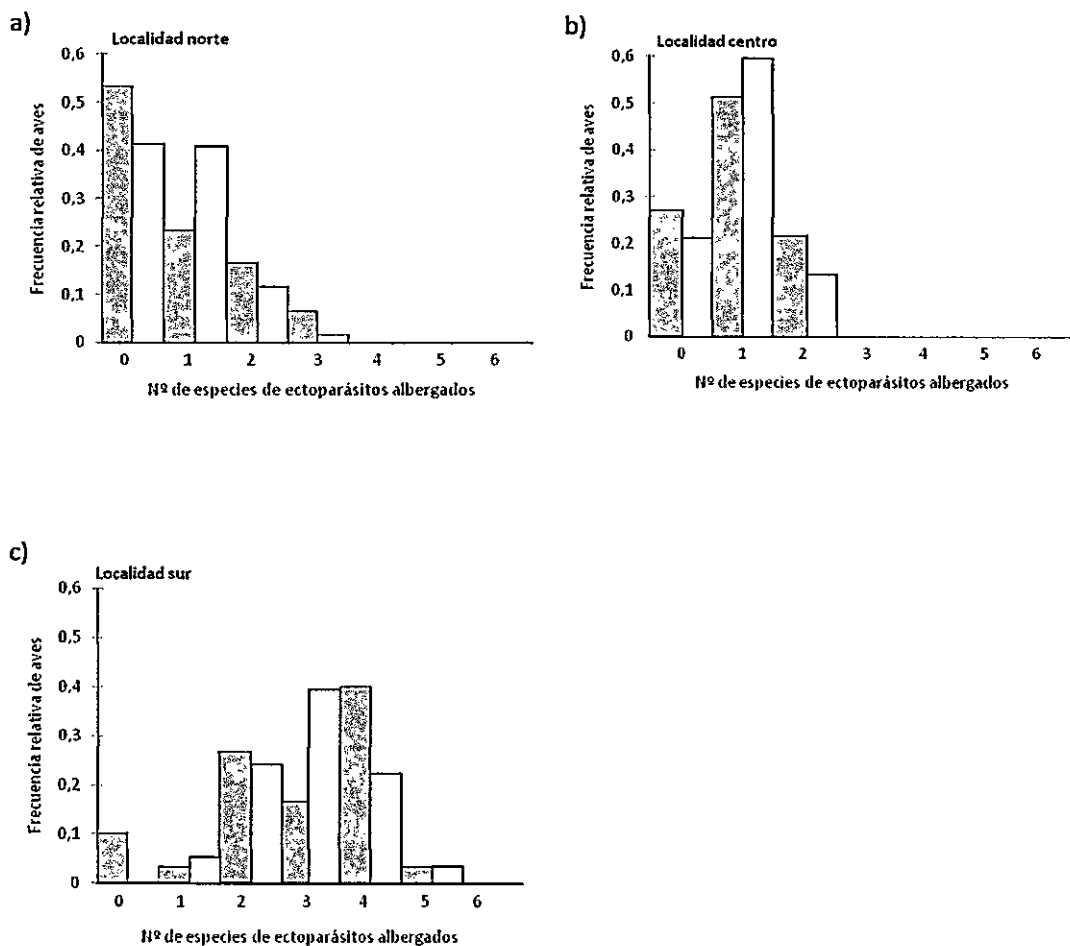 a)
Localidad norte
Frecuencia relativa de aves
0,6
0,5
0,4
0,3
0,2
0,1
0
0 1 2 3 4 5 6
Nº de especies de ectoparásitos albergados
b)
Localidad centro
Frecuencia relativa de aves
0,6
0,5
0,4
0,3
0,2
0,1
0
0 1 2 3 4 5 6
Nº de especies de ectoparásitos albergados
c)
Localidad sur
Frecuencia relativa de aves
0,6
0,5
0,4
0,3
0,2
0,1
0
0 1 2 3 4 5 6
Nº de especies de ectoparásitos albergados